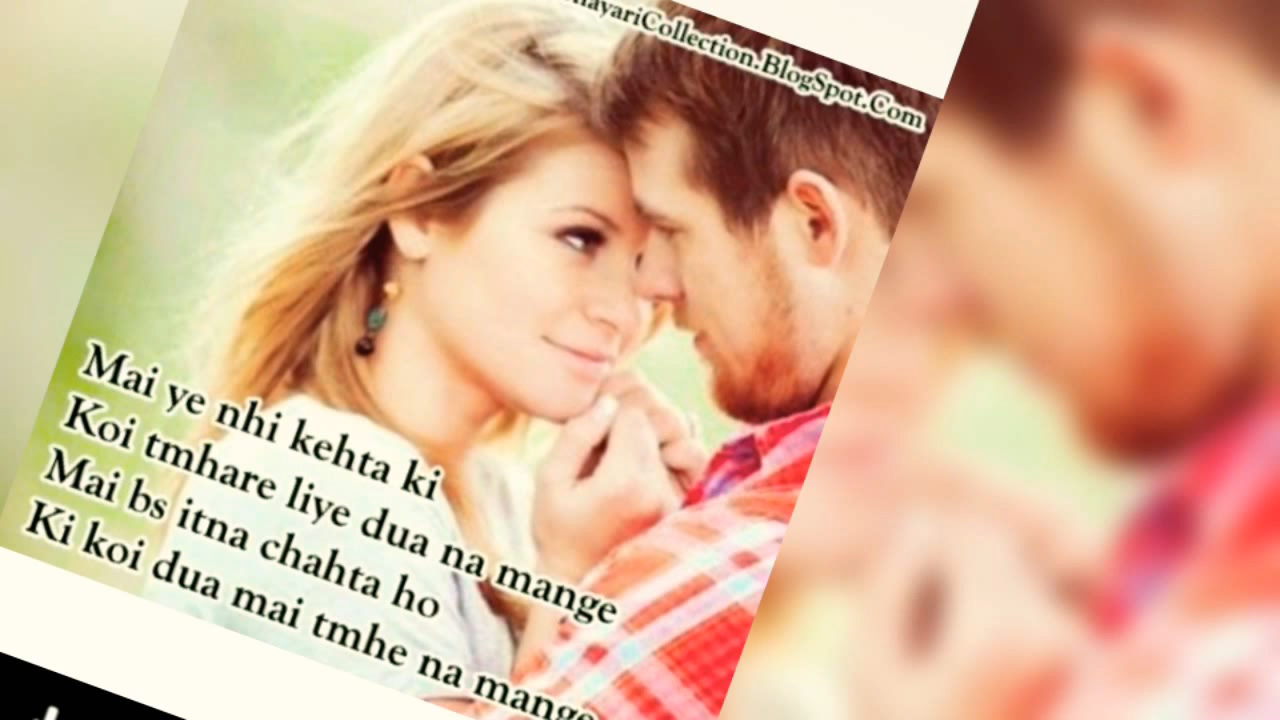 hayariCollection.BlogSpot.Com
Mai ye nhi kehta ki
Koi tmhare liye dua na mange
Mai bs itna chahta ho
Ki koi dua mai tmhe na mange